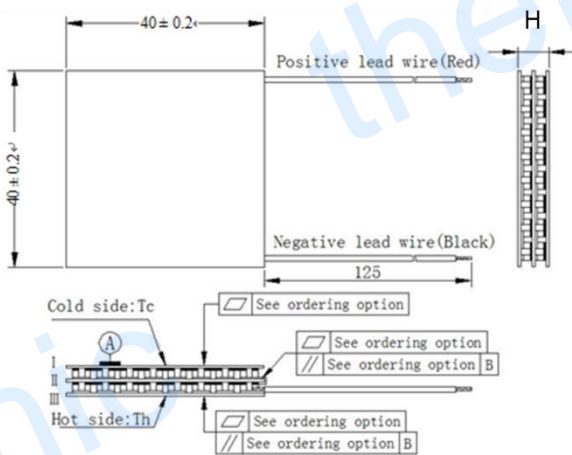 40±0.2
H
Positive lead wire(Red)
40±0.2
Negative lead wire(Black)
125
Cold side:Tc
See ordering option
A
See ordering option
// See ordering option B
I
II
III
Hot side:Th
See ordering option
// See ordering option B